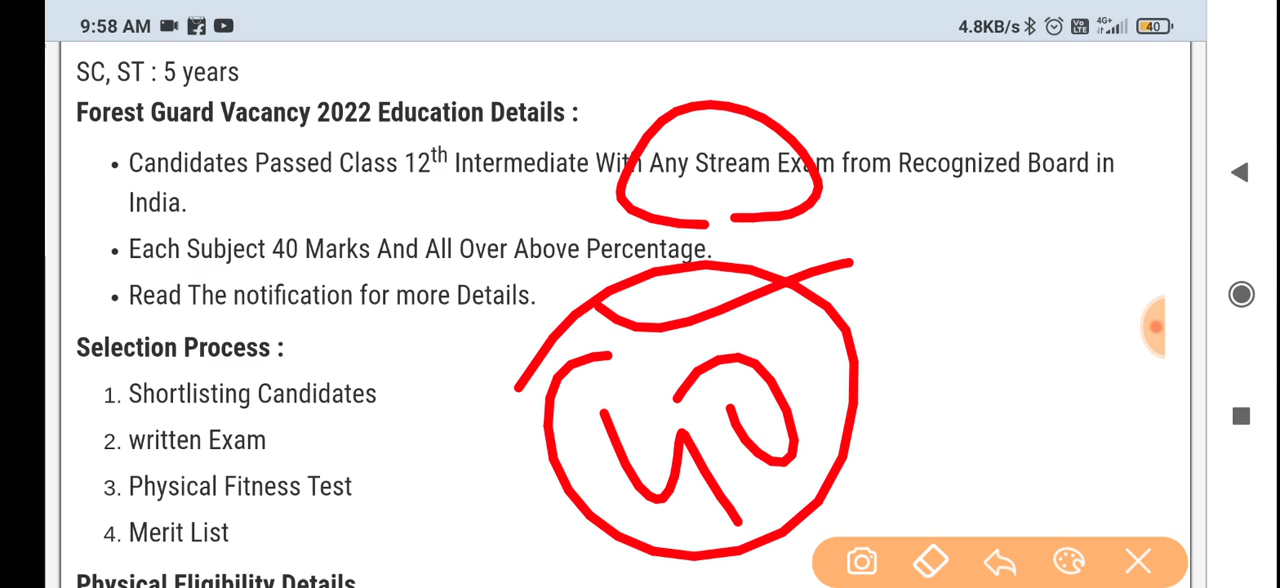 9:58 AM 4.8KB/s Vo LTE 4G+ 40
SC, ST : 5 years
Forest Guard Vacancy 2022 Education Details :
• Candidates Passed Class 12th Intermediate With Any Stream Exam from Recognized Board in
India.
• Each Subject 40 Marks And All Over Above Percentage.
• Read The notification for more Details.
Selection Process :
1. Shortlisting Candidates
2. written Exam
3. Physical Fitness Test
4. Merit List
Physical Eligibility Details